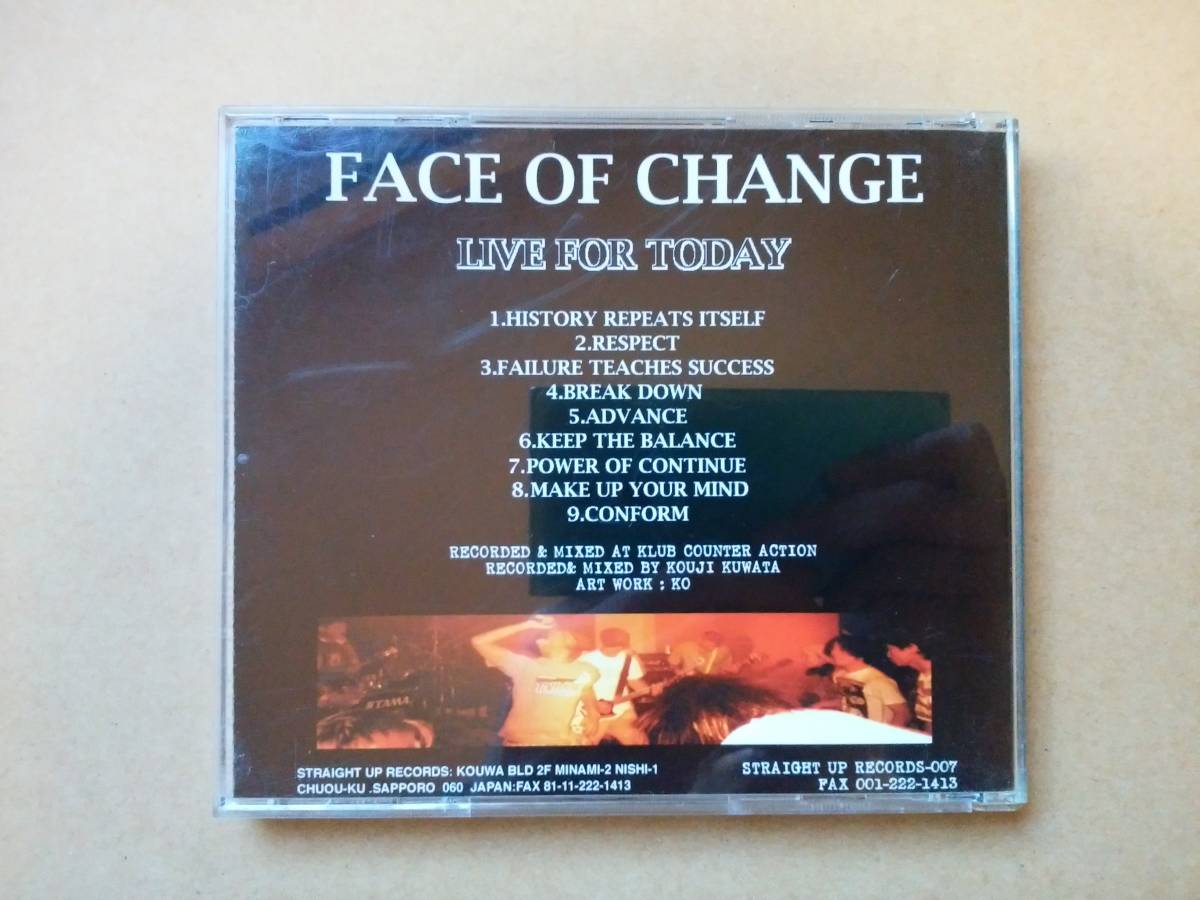 FACE OF CHANGE
LIVE FOR TODAY
1.HISTORY REPEATS ITSELF
2.RESPECT
3.FAILURE TEACHES SUCCESS
4.BREAK DOWN
5.ADVANCE
6.KEEP THE BALANCE
7.POWER OF CONTINUE
8.MAKE UP YOUR MIND
9.CONFORM
RECORDED & MIXED AT KLUB COUNTER ACTION
RECORDED& MIXED BY KOUJI KUWATA
ART WORK : KO
TAMA
STRAIGHT UP RECORDS: KOUWA BLD 2F MINAMI-2 NISHI-1
CHUOU-KU .SAPPORO 060 JAPAN:FAX 81-11-222-1413
STRAIGHT UP RECORDS-007
FAX 001-222-1413